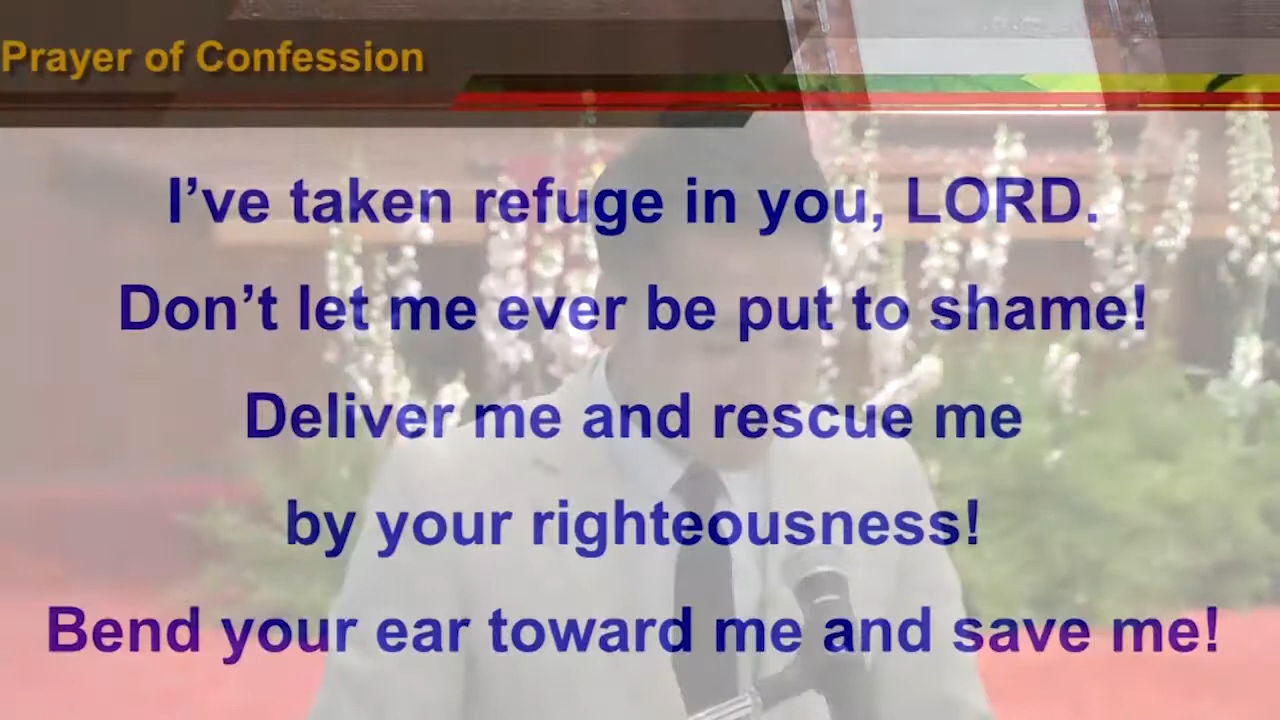 Prayer of Confession
I’ve taken refuge in you, LORD.
Don’t let me ever be put to shame!
Deliver me and rescue me
by your righteousness!
Bend your ear toward me and save me!